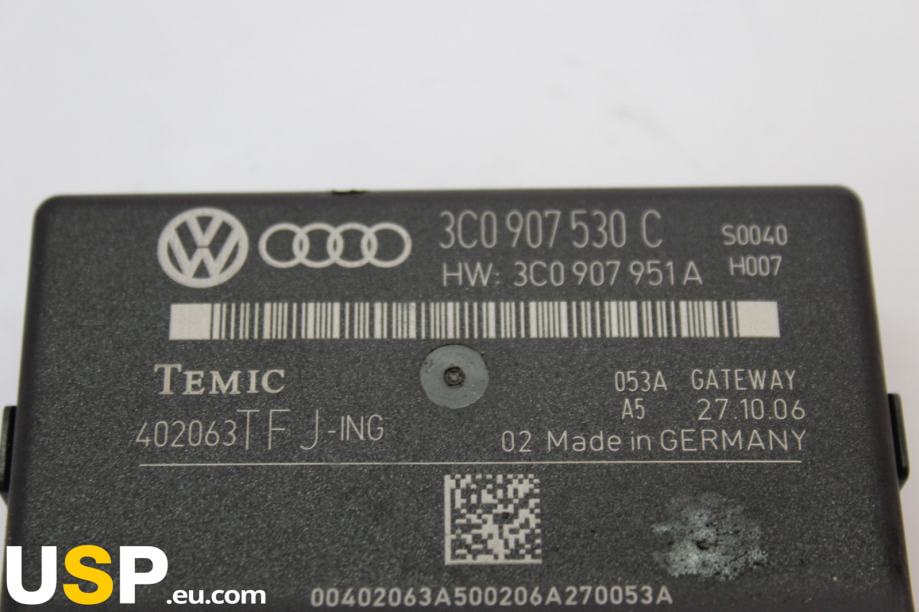 3C0 907 530 C S0040
HW: 3C0 907 951 A H007
TEMIC 053A GATEWAY
A5 27.10.06
402063TFJ-ING 02 Made in GERMANY
00402063A500206A270053A
USP.eu.com